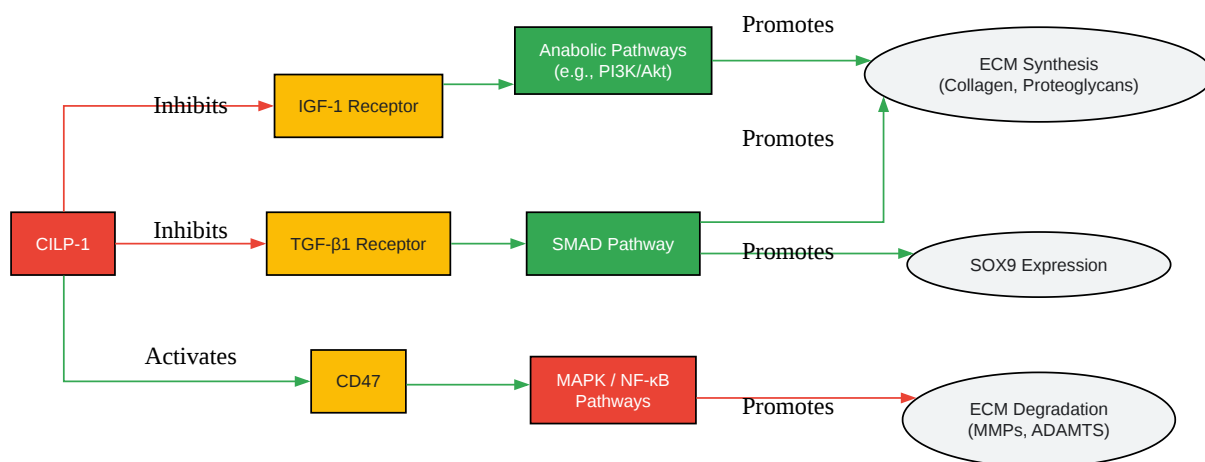 Promotes
Anabolic Pathways
(e.g., PI3K/Akt)
ECM Synthesis
(Collagen, Proteoglycans)
Inhibits
IGF-1 Receptor
Promotes
CILP-1
Inhibits
TGF-β1 Receptor
SMAD Pathway
Promotes
SOX9 Expression
Activates
CD47
MAPK / NF-κB
Pathways
Promotes
ECM Degradation
(MMPs, ADAMTS)